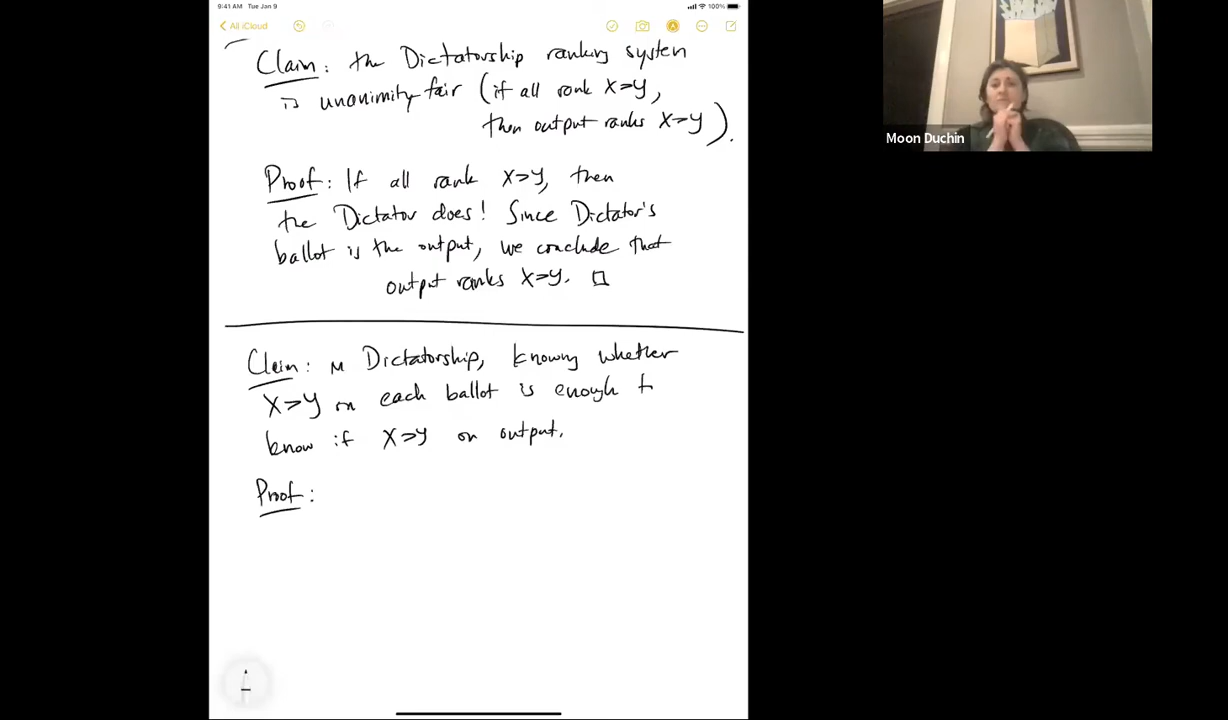 9:41 AM Tue Jan 9
100%
All iCloud
Claim: the Dictatorship ranking system
is unanimity fair (if all rank X>Y,
then output ranks X>Y).
Proof: If all rank X>Y, then
the Dictator does! Since Dictator's
ballot is the output, we conclude that
output ranks X>Y. □
Claim: in Dictatorship, knowing whether
X>Y on each ballot is enough to
know if X>Y on output.
Proof:
Moon Duchin